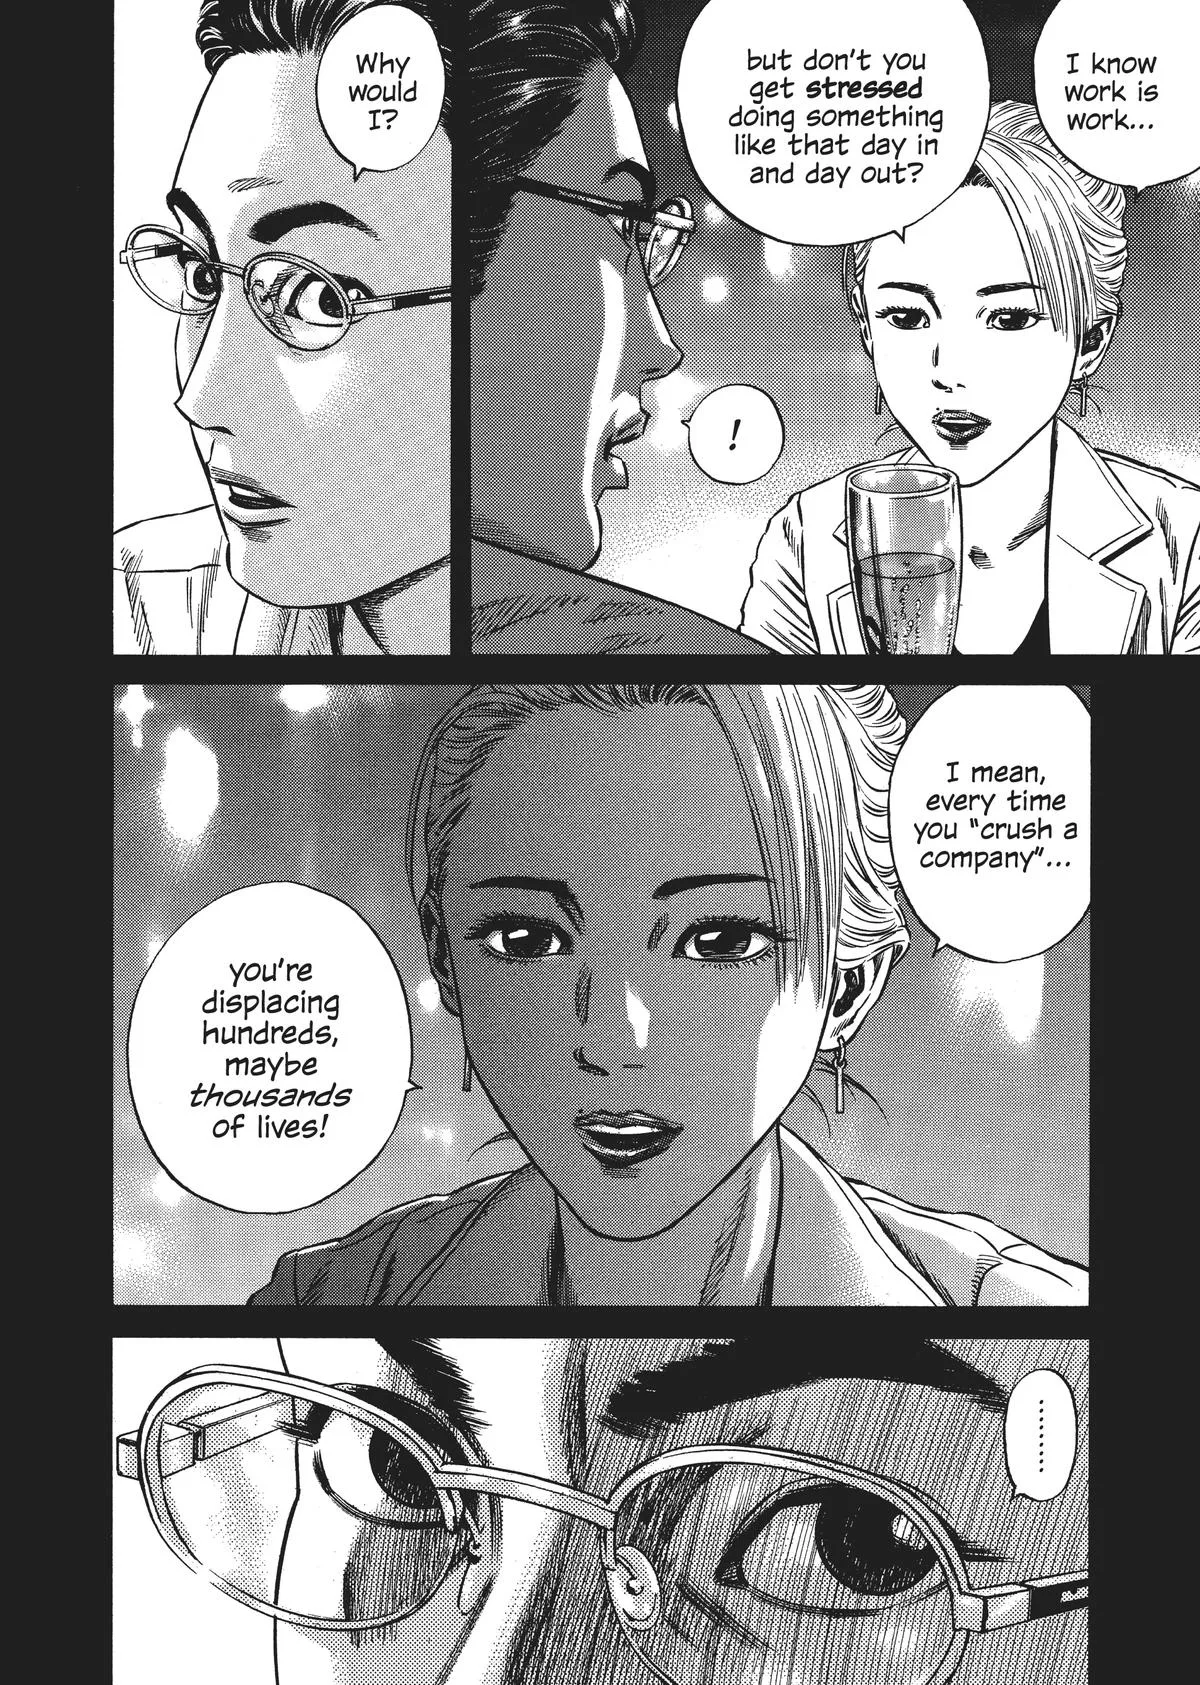 I know
work is
work...
but don't you
get stressed
doing something
like that day in
and day out?
!
Why
would
I?
I mean,
every time
you "crush a
company"...
you're
displacing
hundreds,
maybe
thousands
of lives!
........